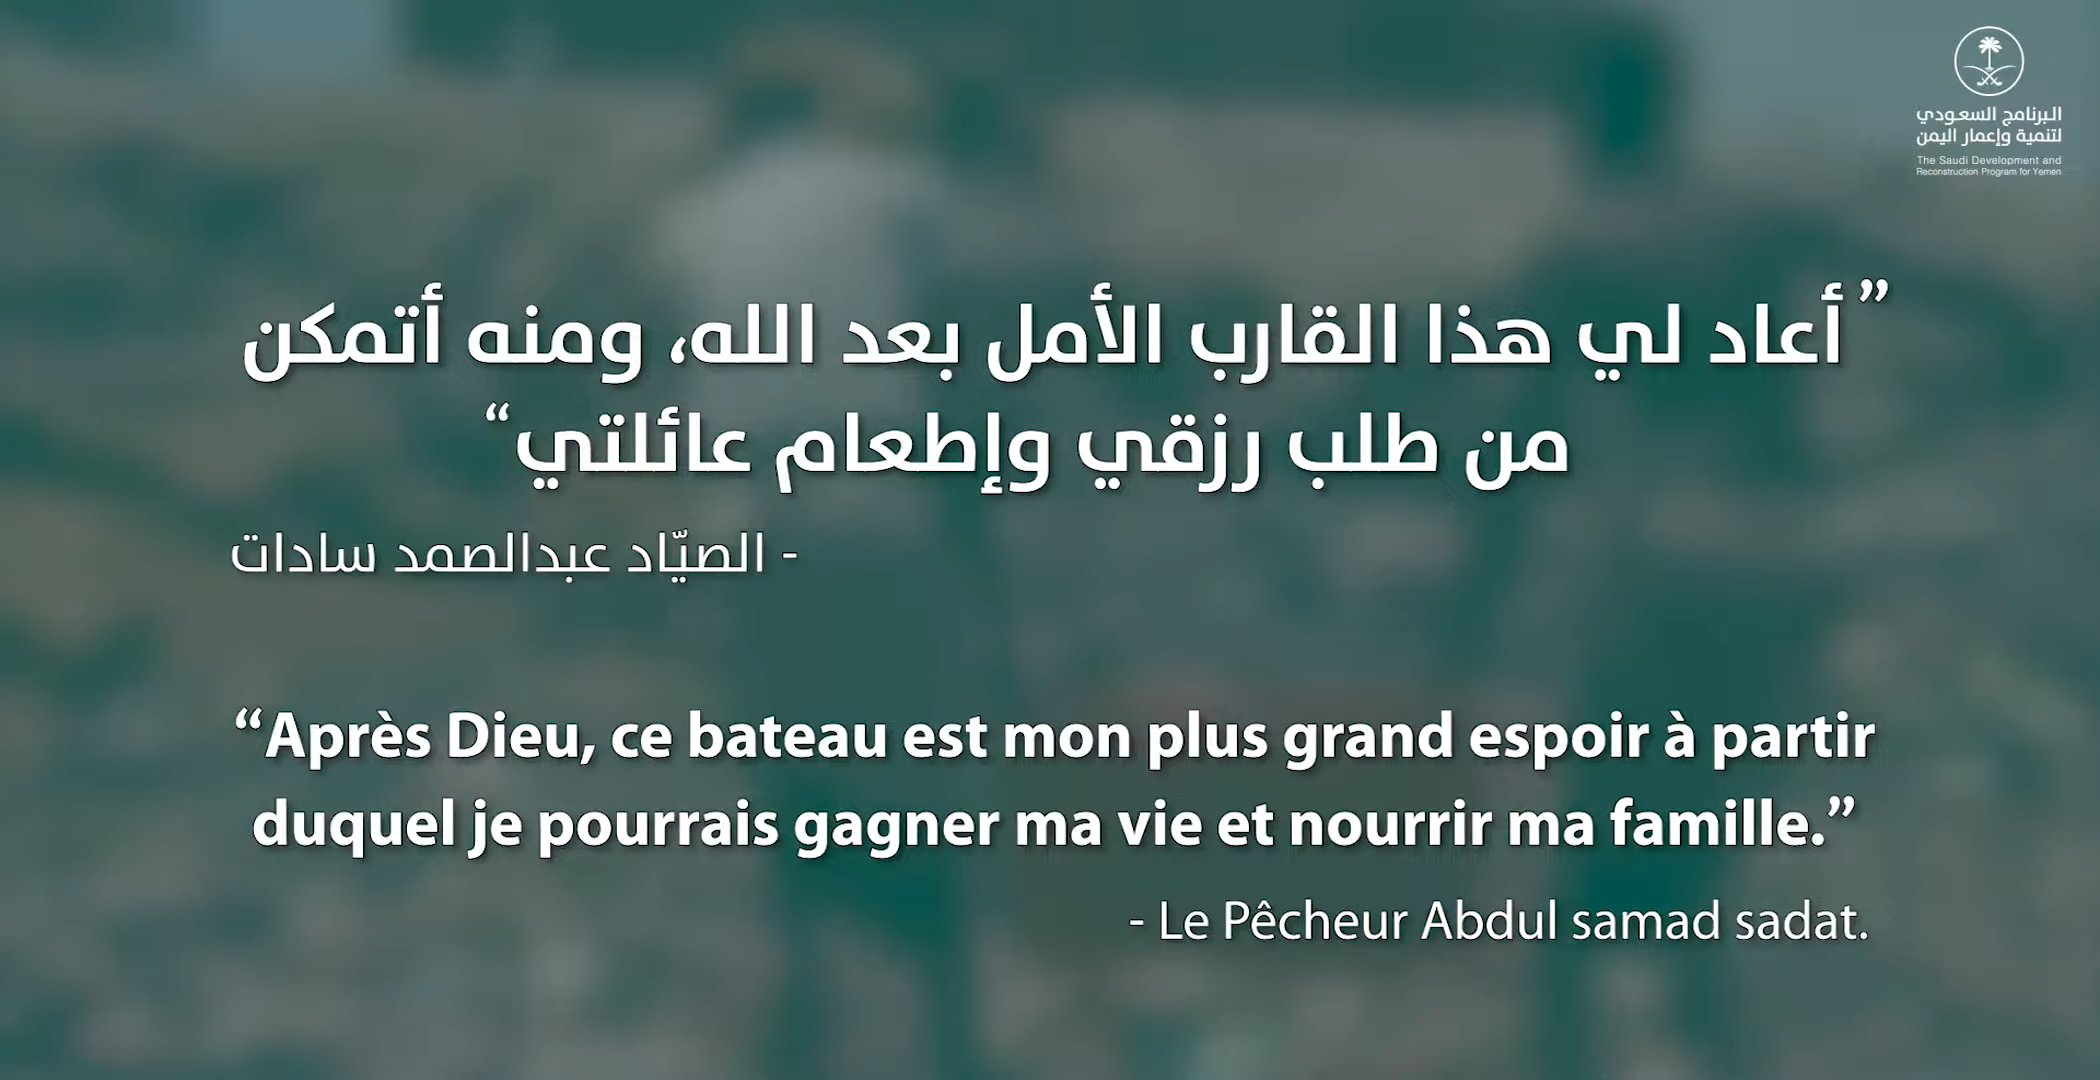 البرنامج السعودي
لتنمية وإعمار اليمن
The Saudi Development and
Reconstruction Program for Yemen
”أعاد لي هذا القارب الأمل بعد الله، ومنه أتمكن
من طلب رزقي وإطعام عائلتي“
- الصيّاد عبدالصمد سادات
“Après Dieu, ce bateau est mon plus grand espoir à partir
duquel je pourrais gagner ma vie et nourrir ma famille.”
- Le Pêcheur Abdul samad sadat.